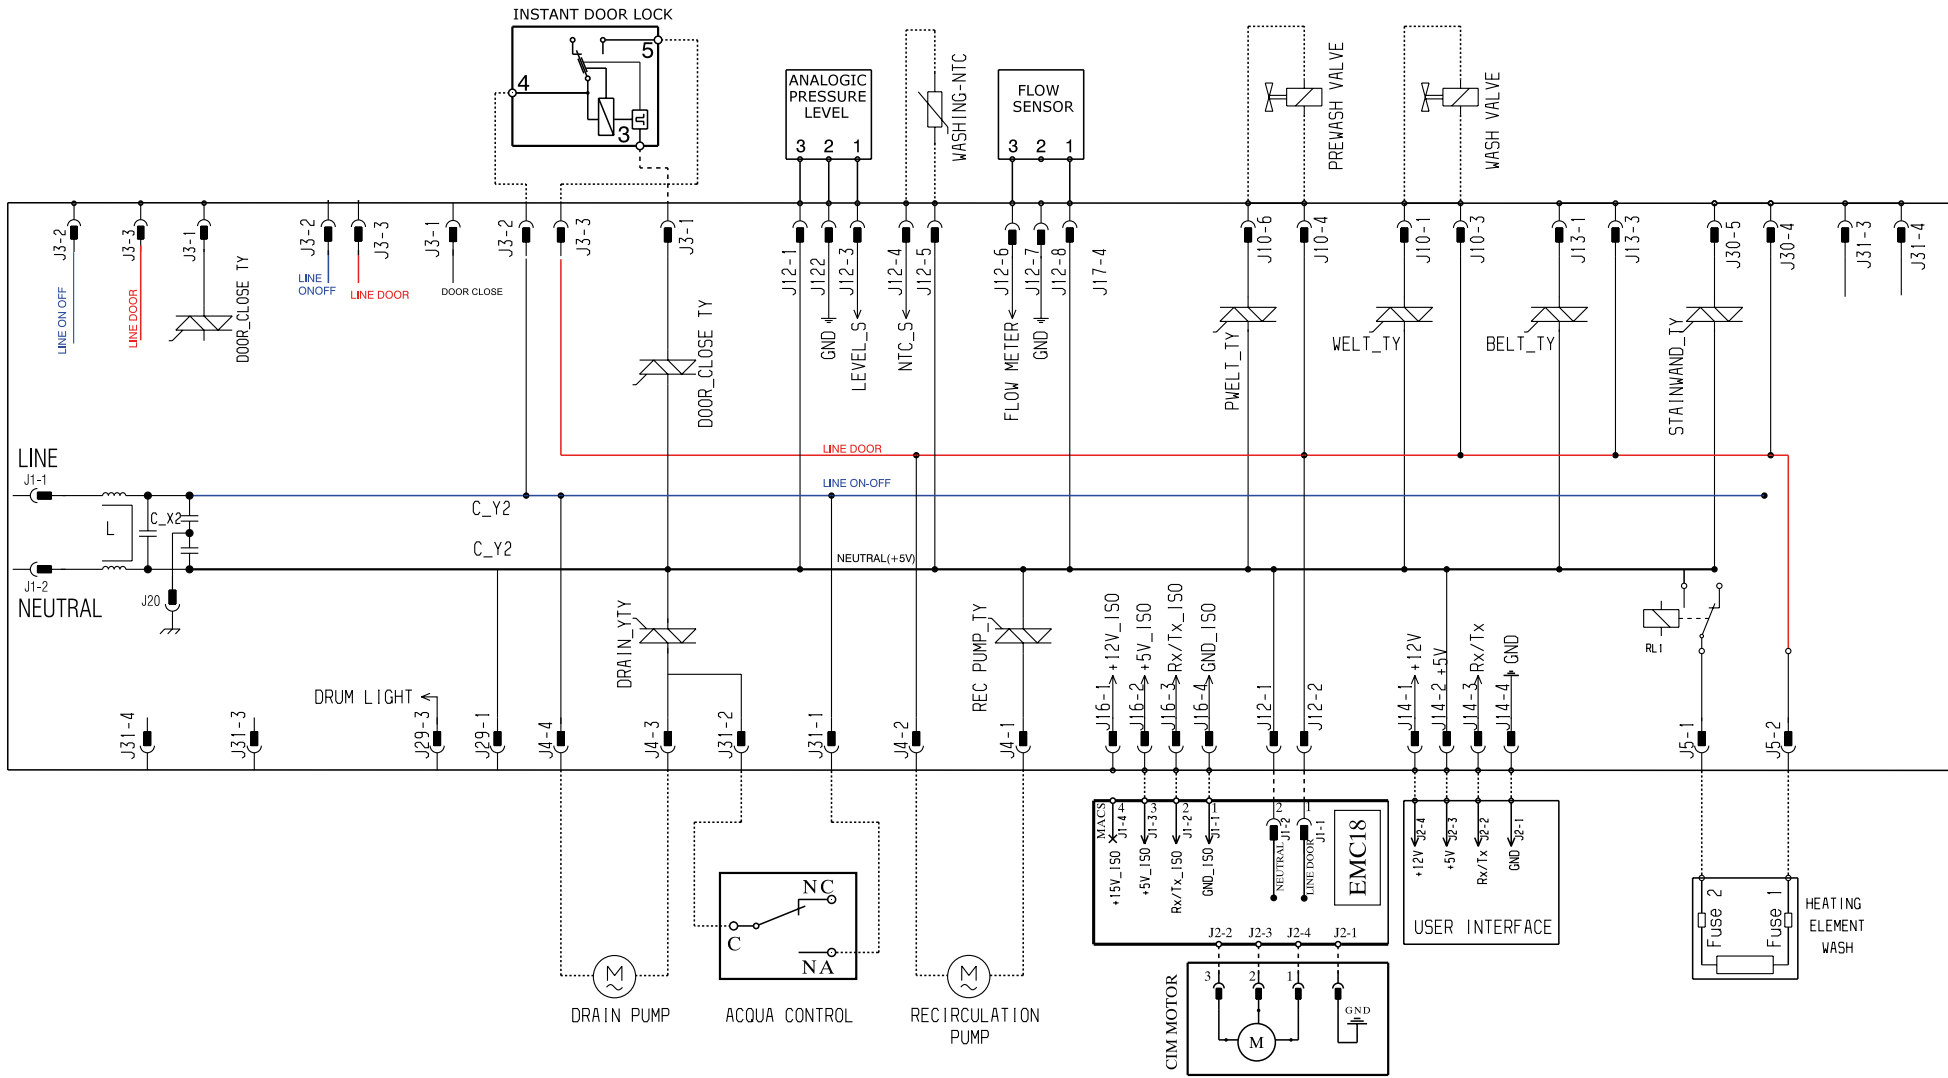 INSTANT DOOR LOCK
5
4
3
ANALOGIC
PRESSURE
LEVEL
3 2 1
WASHING-NTC
FLOW
SENSOR
3 2 1
PREWASH VALVE
WASH VALVE
J3-2
J3-3
J3-1
J3-2
J3-3
J3-1
J3-2
J3-3
J3-1
J12-1
J122
J12-3
J12-4
J12-5
J12-6
J12-7
J12-8
J17-4
J10-6
J10-4
J10-1
J10-3
J13-1
J13-3
J30-5
J30-4
J31-3
J31-4
LINE ON OFF
LINE DOOR
DOOR_CLOSE TY
LINE
ONOFF
LINE DOOR
DOOR CLOSE
DOOR_CLOSE TY
GND
LEVEL_S
NTC_S
FLOW METER
GND
PWELT_TY
WELT_TY
BELT_TY
STAINWAND_TY
LINE
J1-1
LINE DOOR
LINE ON-OFF
C_Y2
L
C_X2
C_Y2
NEUTRAL(+5V)
J1-2
NEUTRAL
J20
DRAIN_YTY
REC PUMP_TY
+12V_ISO
+5V_ISO
Rx/Tx_ISO
GND_ISO
+12V
+5V
Rx/Tx
GND
RL1
DRUM LIGHT
J31-4
J31-3
J29-3
J29-1
J4-4
J4-3
J31-2
J31-1
J4-2
J4-1
J16-1
J16-2
J16-3
J16-4
J12-1
J12-2
J14-1
J14-2
J14-3
J14-4
J5-1
J5-2
MACS
4 3 2 1 2 1
J1-4
J1-3
J1-2
J1-1
J1-2
J1-1
+15V_ISO
+5V_ISO
Rx/Tx_ISO
GND_ISO
NEUTRAL
LINE DOOR
EMC18
J2-4
J2-3
J2-2
J2-1
+12V
+5V
Rx/Tx
GND
USER INTERFACE
J2-2 J2-3 J2-4 J2-1
NC
C
NA
M
DRAIN PUMP
ACQUA CONTROL
M
RECIRCULATION
PUMP
CIM MOTOR
3 2 1
GND
M
Fuse 2
Fuse 1
HEATING
ELEMENT
WASH